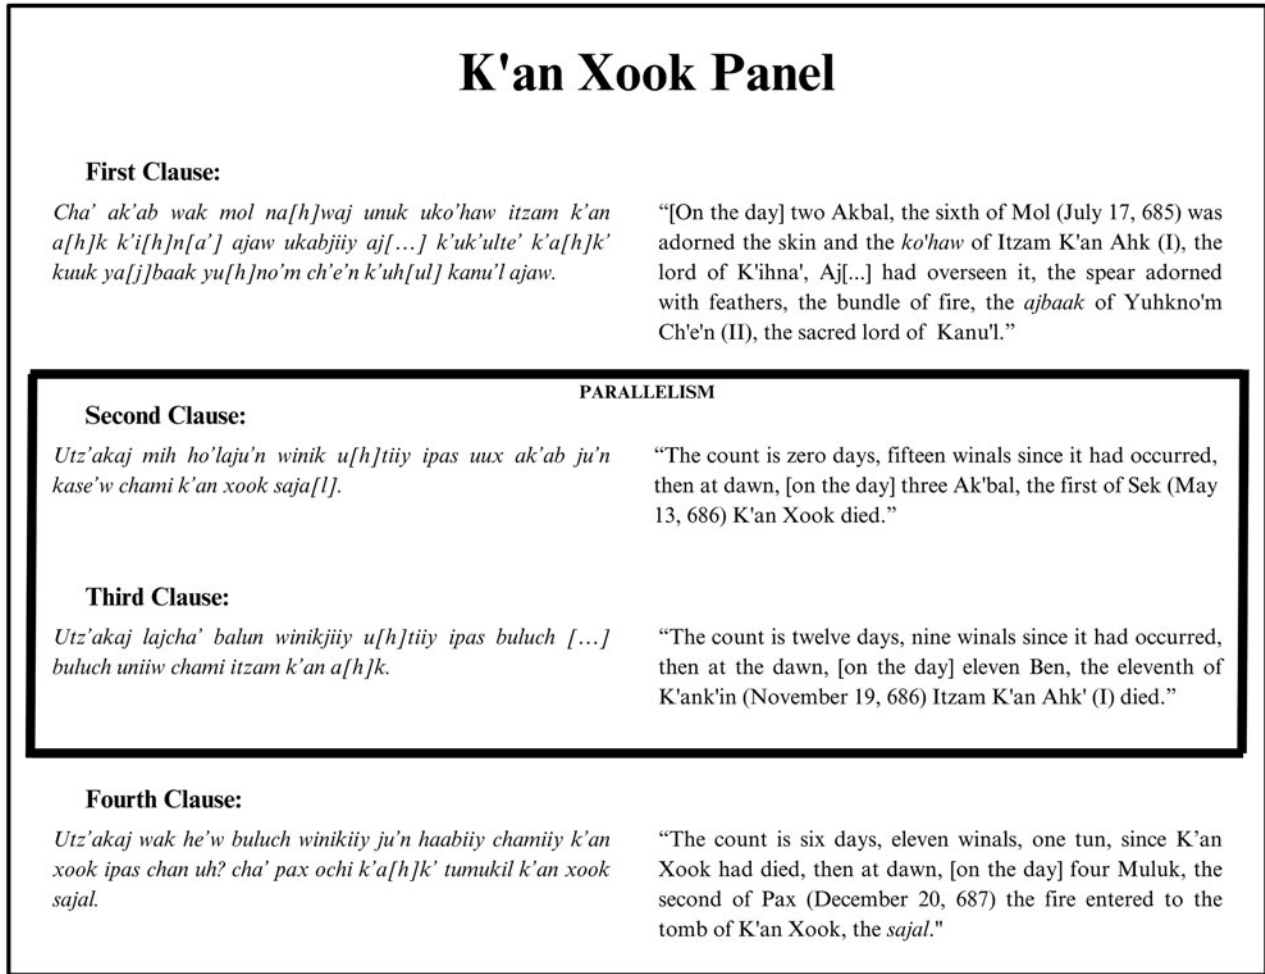 K'an Xook Panel
First Clause:
Cha’ ak’ab wak mol na[h]waj unuk uko’haw itzam k’an
a[h]k k’i[h]n[a’] ajaw ukabjiiy aj[…] k’uk’ulte’ k’a[h]k’
kuuk ya[j]baak yu[h]no’m ch’e’n k’uh[ul] kanu’l ajaw.
“[On the day] two Akbal, the sixth of Mol (July 17, 685) was
adorned the skin and the ko'haw of Itzam K'an Ahk (I), the
lord of K'ihna', Aj[...] had overseen it, the spear adorned
with feathers, the bundle of fire, the ajbaak of Yuhkno'm
Ch'e'n (II), the sacred lord of Kanu'l.”
PARALLELISM
Second Clause:
Utz’akaj mih ho’laju’n winik u[h]tiiy ipas uux ak’ab ju’n
kase’w chami k’an xook saja[l].
“The count is zero days, fifteen winals since it had occurred,
then at dawn, [on the day] three Ak'bal, the first of Sek (May
13, 686) K'an Xook died.”
Third Clause:
Utz’akaj lajcha’ balun winikjiiy u[h]tiiy ipas buluch […]
buluch uniiw chami itzam k’an a[h]k.
“The count is twelve days, nine winals since it had occurred,
then at the dawn, [on the day] eleven Ben, the eleventh of
K'ank'in (November 19, 686) Itzam K'an Ahk' (I) died.”
Fourth Clause:
Utz’akaj wak he’w buluch winikiiy ju’n haabiiy chamiiy k’an
xook ipas chan uh? cha’ pax ochi k’a[h]k’ tumukil k’an xook
sajal.
“The count is six days, eleven winals, one tun, since K’an
Xook had died, then at dawn, [on the day] four Muluk, the
second of Pax (December 20, 687) the fire entered to the
tomb of K'an Xook, the sajal."